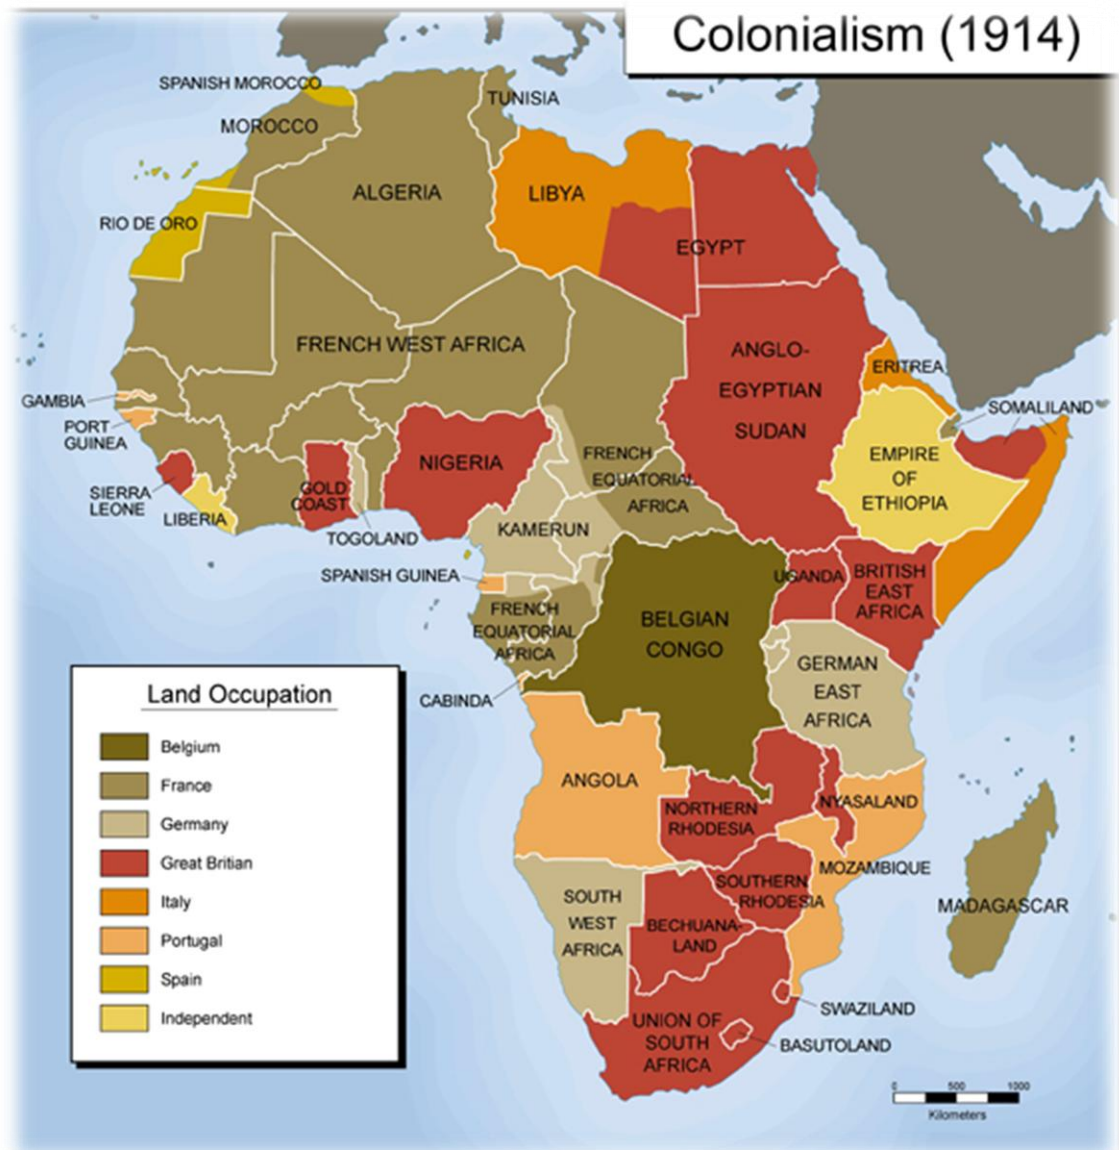 Colonialism (1914)
SPANISH MOROCCO
TUNISIA
MOROCCO
ALGERIA
LIBYA
RIO DE ORO
EGYPT
FRENCH WEST AFRICA
ANGLO-
EGYPTIAN
SUDAN
ERITREA
GAMBIA
PORT
GUINEA
SOMALILAND
NIGERIA
FRENCH
EQUATORIAL
AFRICA
EMPIRE
OF
ETHIOPIA
SIERRA
LEONE
LIBERIA
GOLD
COAST
TOGOLAND
KAMERUN
SPANISH GUINEA
UGANDA
BRITISH
EAST
AFRICA
FRENCH
EQUATORIAL
AFRICA
BELGIAN
CONGO
GERMAN
EAST
AFRICA
CABINDA
Land Occupation
Belgium
France
Germany
Great Britian
Italy
Portugal
Spain
Independent
ANGOLA
NORTHERN
RHODESIA
NYASALAND
MOZAMBIQUE
SOUTHERN
RHODESIA
MADAGASCAR
SOUTH
WEST
AFRICA
BECHUANA-
LAND
SWAZILAND
UNION OF
SOUTH
AFRICA
BASUTOLAND
0 500 1000
Kilometers